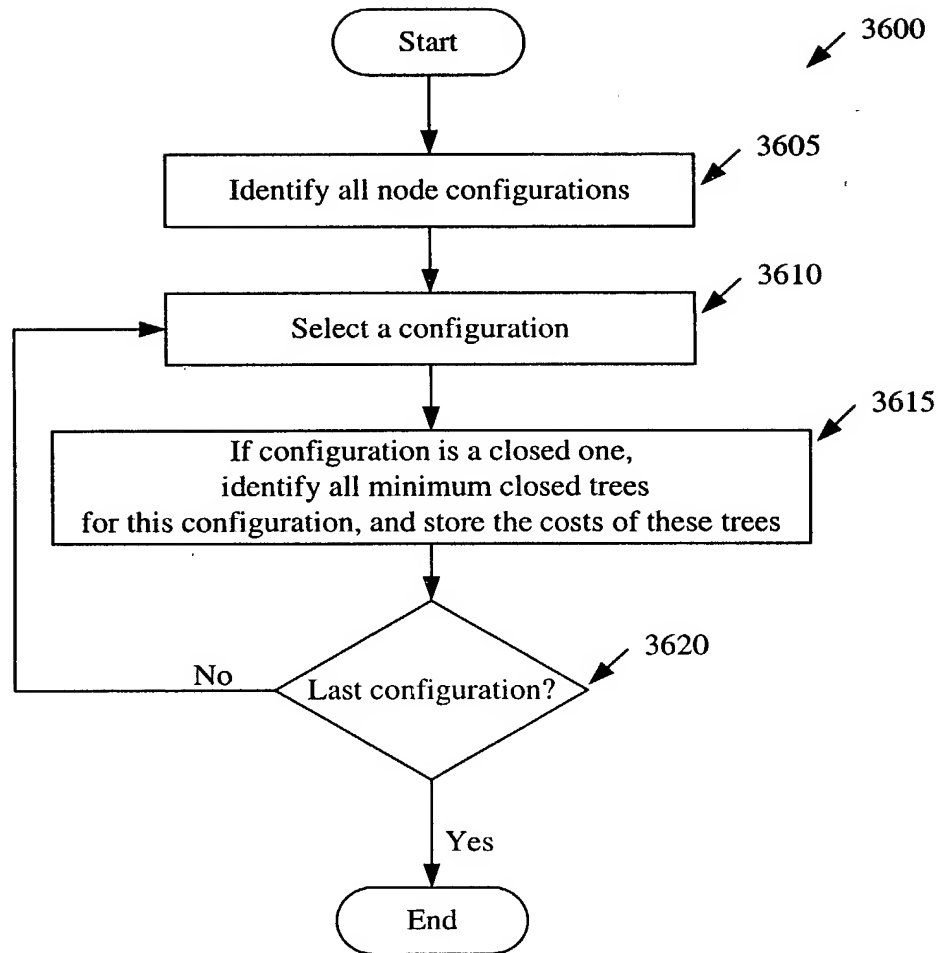 Start
3600
3605
Identify all node configurations
3610
Select a configuration
3615
If configuration is a closed one,
identify all minimum closed trees
for this configuration, and store the costs of these trees
3620
No
Last configuration?
Yes
End